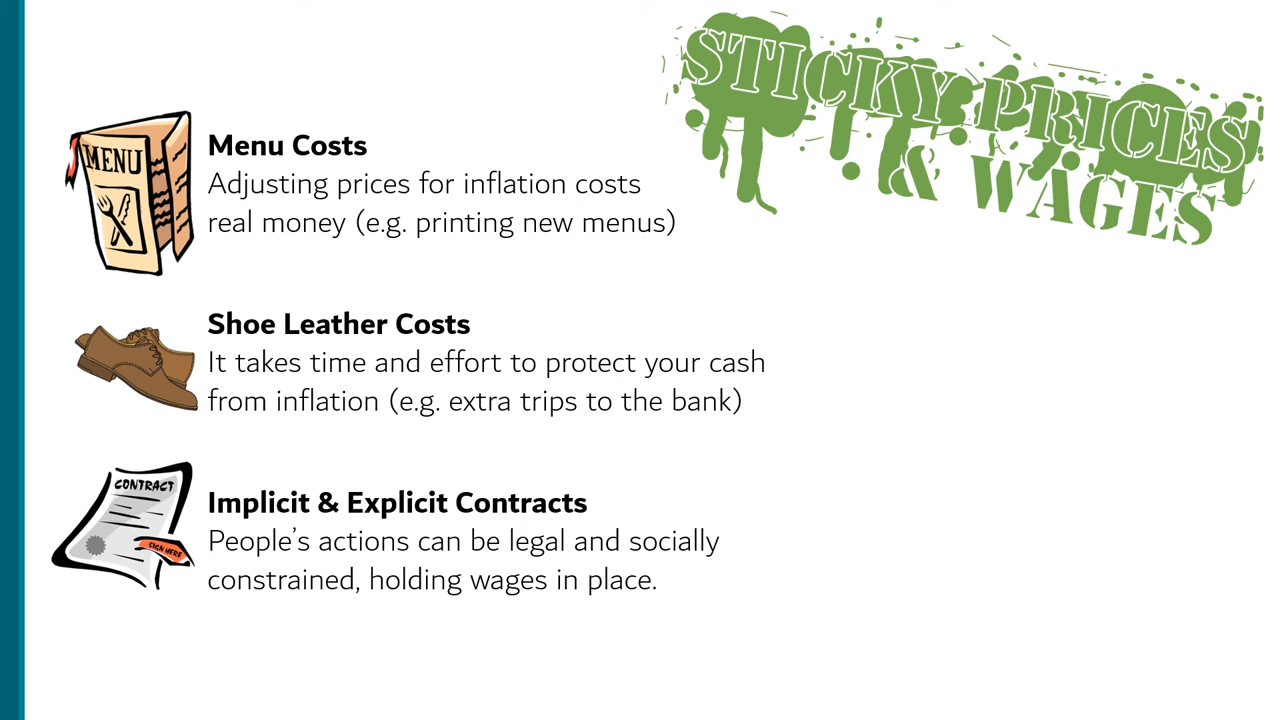 STICKY PRICES
& WAGES
MENU
Menu Costs
Adjusting prices for inflation costs
real money (e.g. printing new menus)
Shoe Leather Costs
It takes time and effort to protect your cash
from inflation (e.g. extra trips to the bank)
CONTRACT
SIGN HERE
Implicit & Explicit Contracts
People's actions can be legal and socially
constrained, holding wages in place.